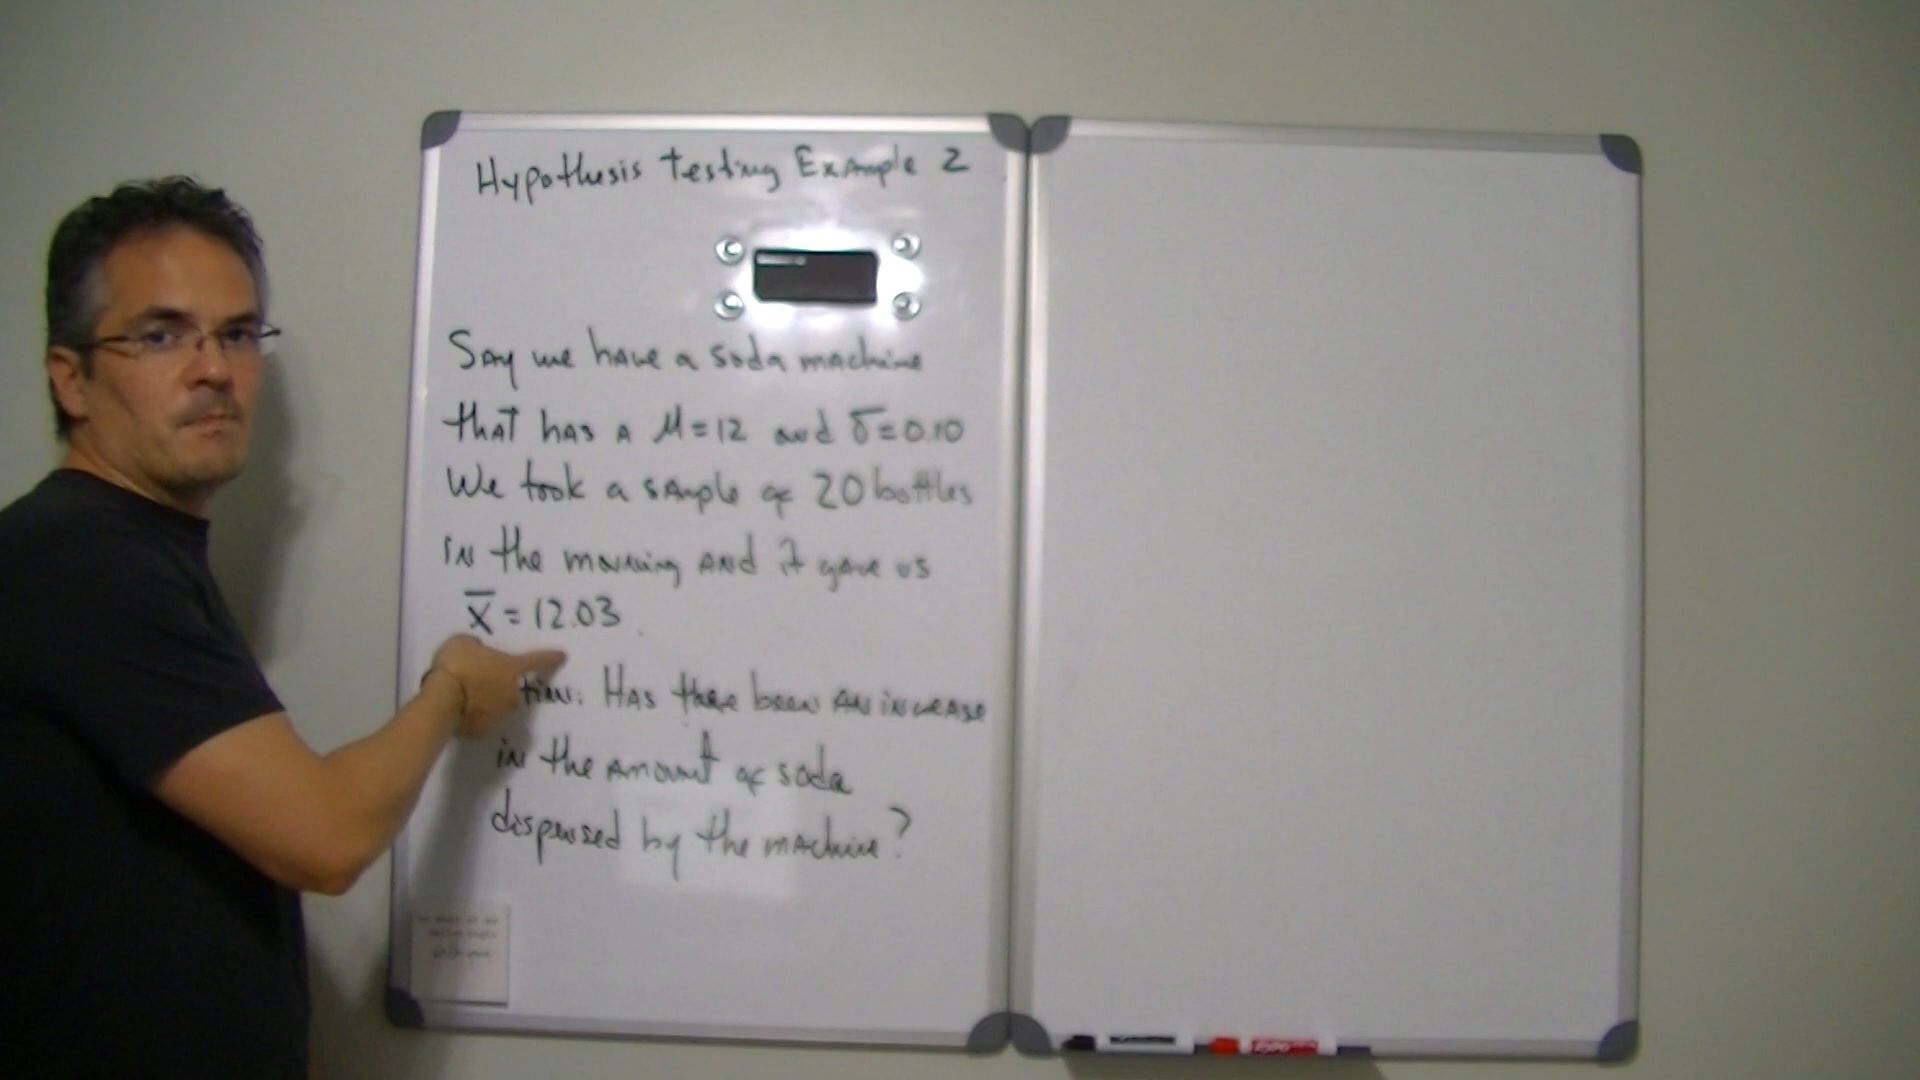 Hypothesis Testing Example 2
Say we have a soda machine
that has a μ=12 and σ=0.10
We took a sample of 20 bottles
in the morning and it gave us
x̄ = 12.03
Has there been an increase
in the amount of soda
dispensed by the machine?
EXPO